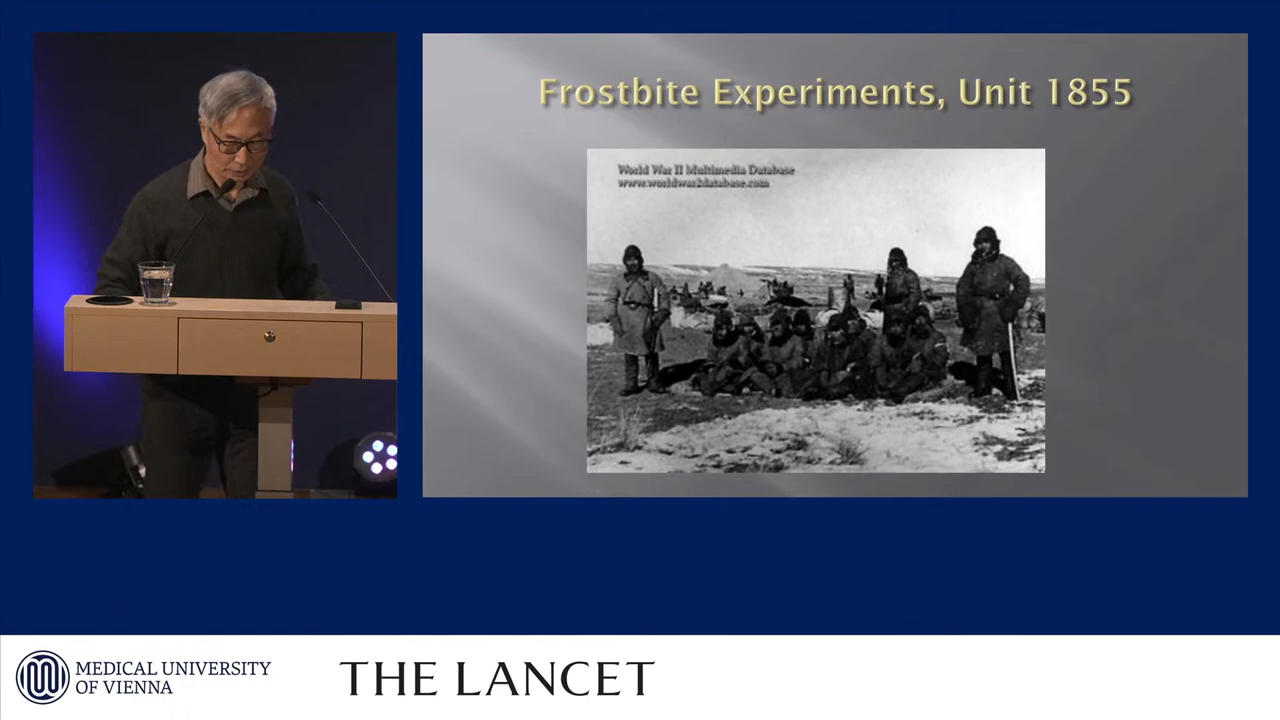 Frostbite Experiments, Unit 1855
World War II Multimedia Database
www.worldwar2database.com
MEDICAL UNIVERSITY
OF VIENNA
THE LANCET